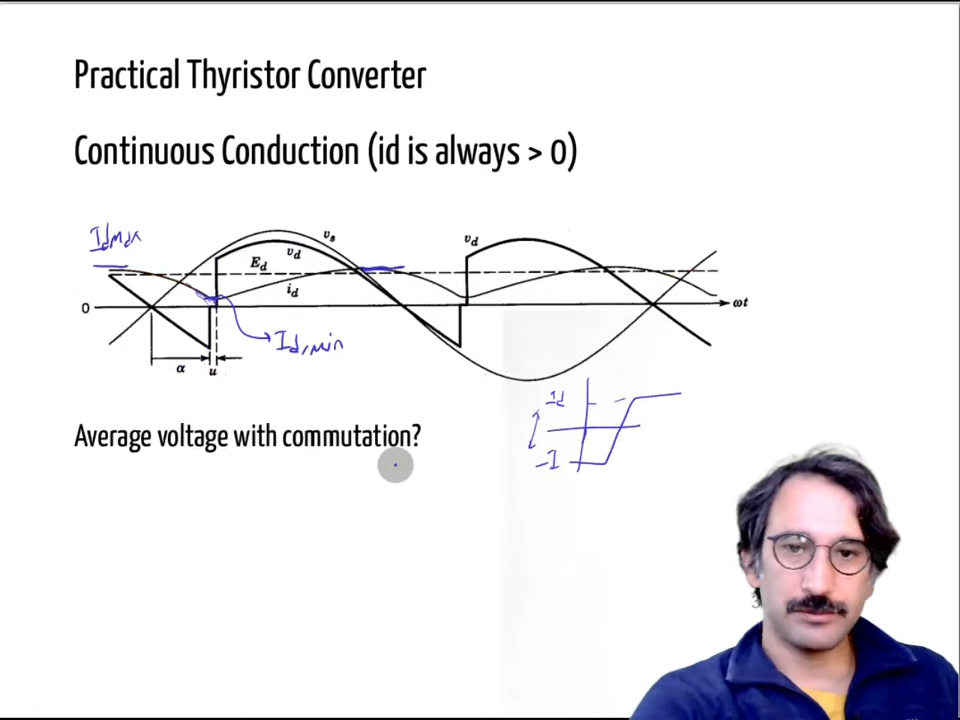 Practical Thyristor Converter
Continuous Conduction (id is always > 0)
Idmax
vs
vd
vd
Ed
id
0
ωt
Id,min
α
u
Id
-I
Average voltage with commutation?